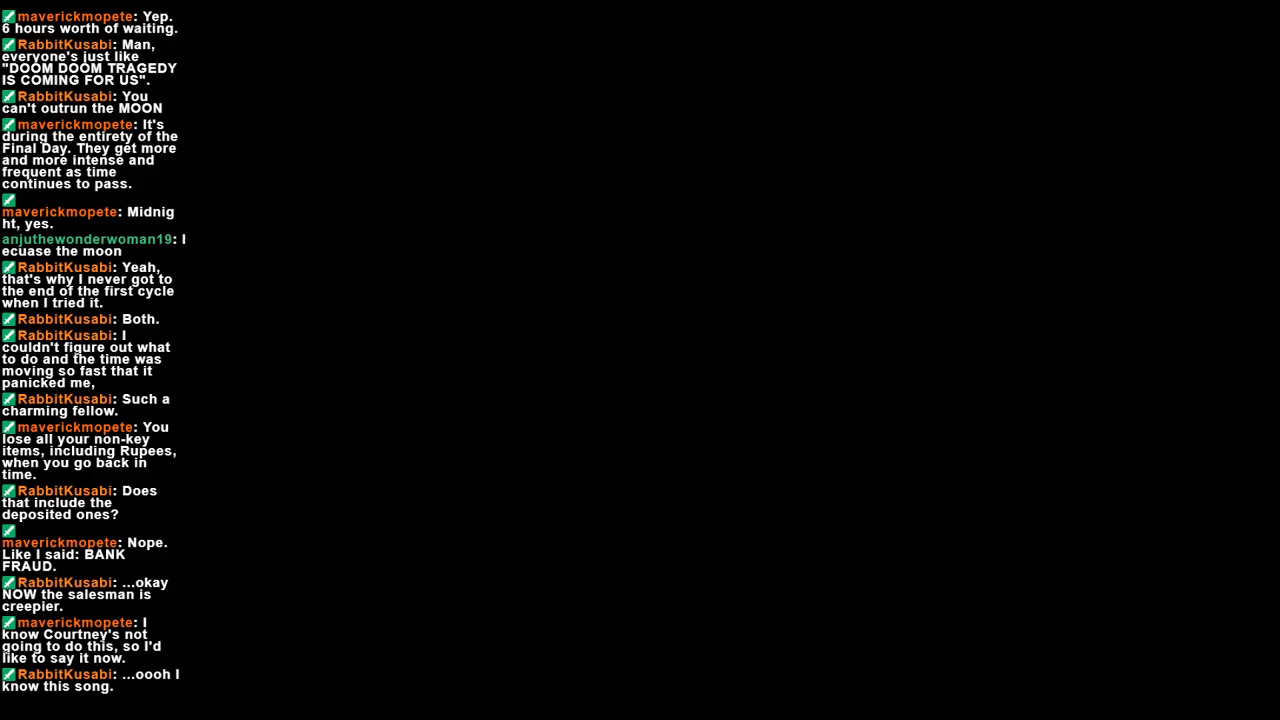 maverickmopete: Yep.
6 hours worth of waiting.
RabbitKusabi: Man,
everyone's just like
"DOOM DOOM TRAGEDY
IS COMING FOR US".
RabbitKusabi: You
can't outrun the MOON
maverickmopete: It's
during the entirety of the
Final Day. They get more
and more intense and
frequent as time
continues to pass.
maverickmopete: Midnig
ht, yes.
anjuthewonderwoman19: I
ecuase the moon
RabbitKusabi: Yeah,
that's why I never got to
the end of the first cycle
when I tried it.
RabbitKusabi: Both.
RabbitKusabi: I
couldn't figure out what
to do and the time was
moving so fast that it
panicked me,
RabbitKusabi: Such a
charming fellow.
maverickmopete: You
lose all your non-key
items, including Rupees,
when you go back in
time.
RabbitKusabi: Does
that include the
deposited ones?
maverickmopete: Nope.
Like I said: BANK
FRAUD.
RabbitKusabi: ...okay
NOW the salesman is
creepier.
maverickmopete: I
know Courtney's not
going to do this, so I'd
like to say it now.
RabbitKusabi: ...oooh I
know this song.